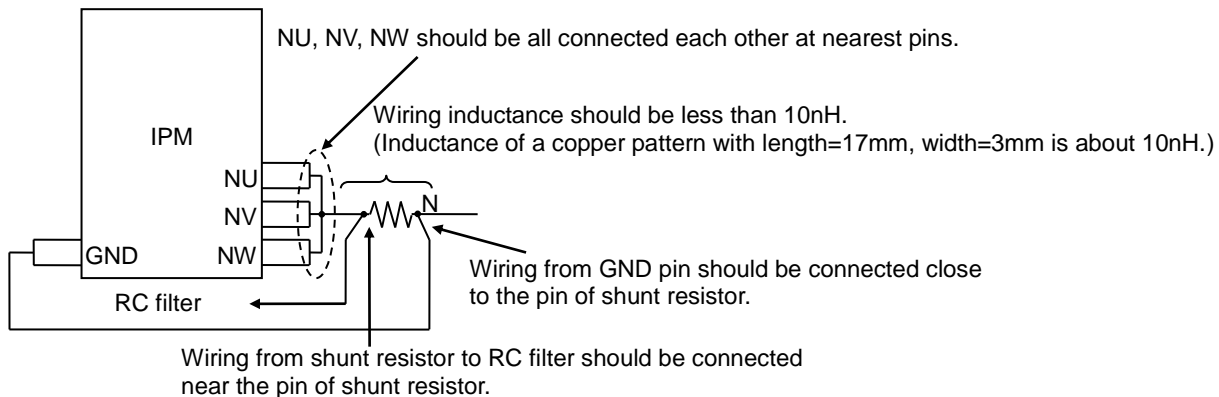 NU, NV, NW should be all connected each other at nearest pins.
Wiring inductance should be less than 10nH.
(Inductance of a copper pattern with length=17mm, width=3mm is about 10nH.)
IPM
NU
NV
NW
GND
N
Wiring from GND pin should be connected close
to the pin of shunt resistor.
RC filter
Wiring from shunt resistor to RC filter should be connected
near the pin of shunt resistor.